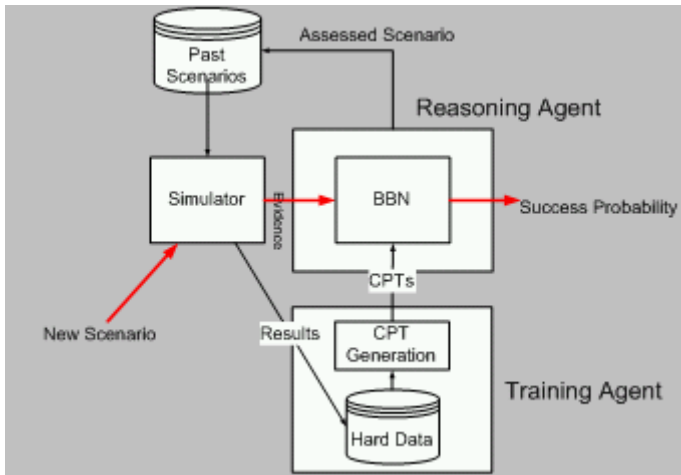 Assessed Scenario
Past
Scenarios
Reasoning Agent
Simulator
Evidence
BBN
Success Probability
CPTs
New Scenario
Results
CPT
Generation
Training Agent
Hard Data